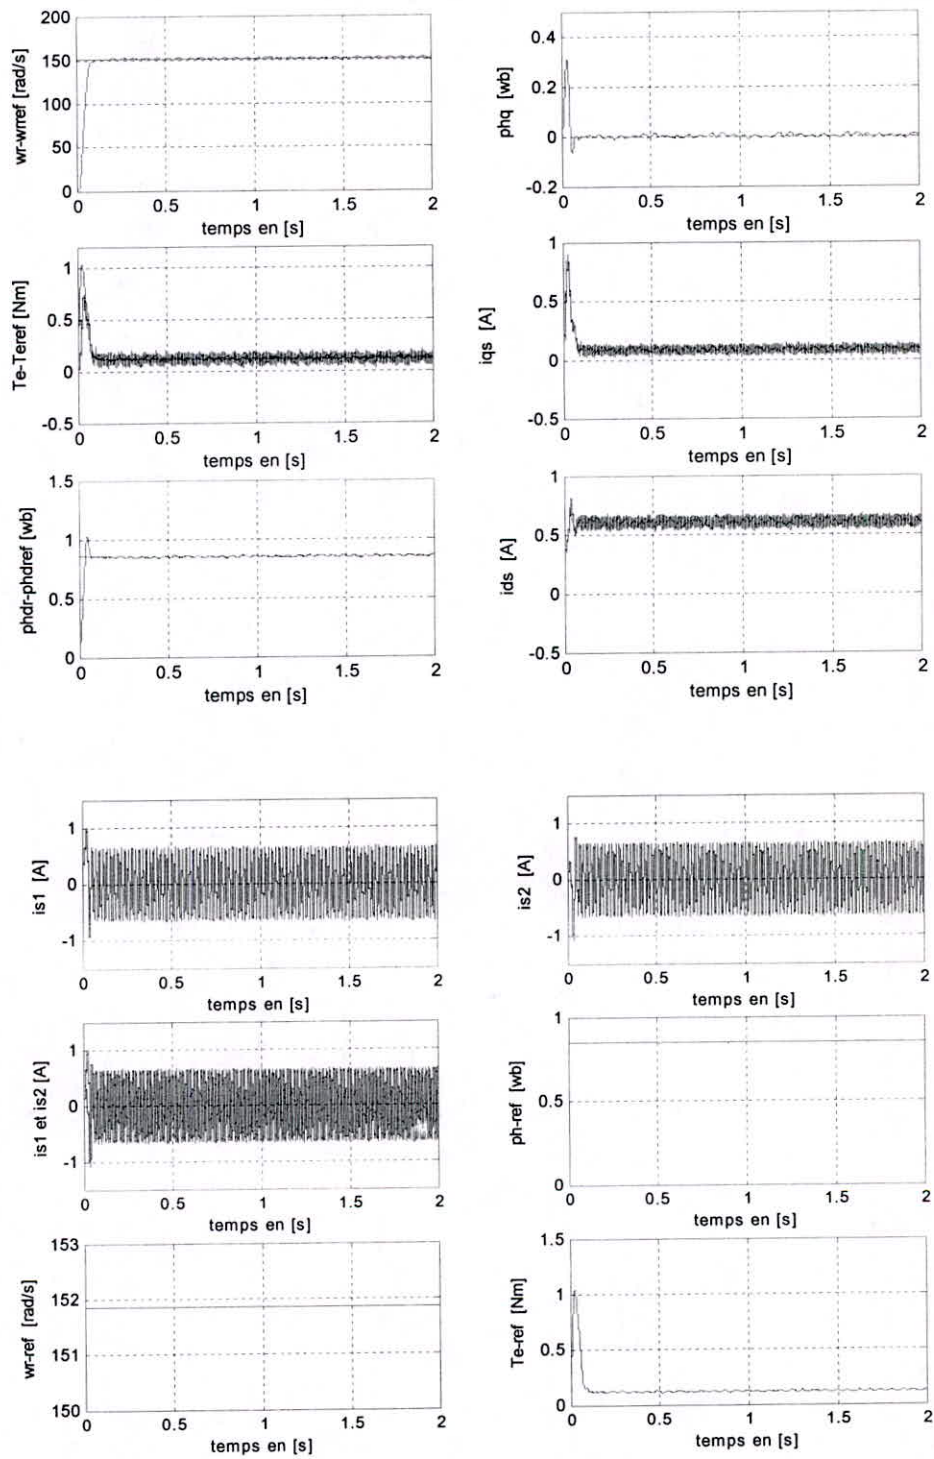 wr-wrref [rad/s]
200
150
100
50
0
0 0.5 1 1.5 2
temps en [s]
phq [wb]
0.4
0.2
0
-0.2
0 0.5 1 1.5 2
temps en [s]
Te-Teref [Nm]
1
0.5
0
-0.5
0 0.5 1 1.5 2
temps en [s]
iqs [A]
1
0.5
0
-0.5
0 0.5 1 1.5 2
temps en [s]
phdr-phdref [wb]
1.5
1
0.5
0
0 0.5 1 1.5 2
temps en [s]
ids [A]
1
0.5
0
-0.5
0 0.5 1 1.5 2
temps en [s]
is1 [A]
1
0
-1
0 0.5 1 1.5 2
temps en [s]
is2 [A]
1
0
-1
0 0.5 1 1.5 2
temps en [s]
is1 et is2 [A]
1
0
-1
0 0.5 1 1.5 2
temps en [s]
ph-ref [wb]
1
0.5
0
0 0.5 1 1.5 2
temps en [s]
wr-ref [rad/s]
153
152
151
150
0 0.5 1 1.5 2
temps en [s]
Te-ref [Nm]
1.5
1
0.5
0
0 0.5 1 1.5 2
temps en [s]